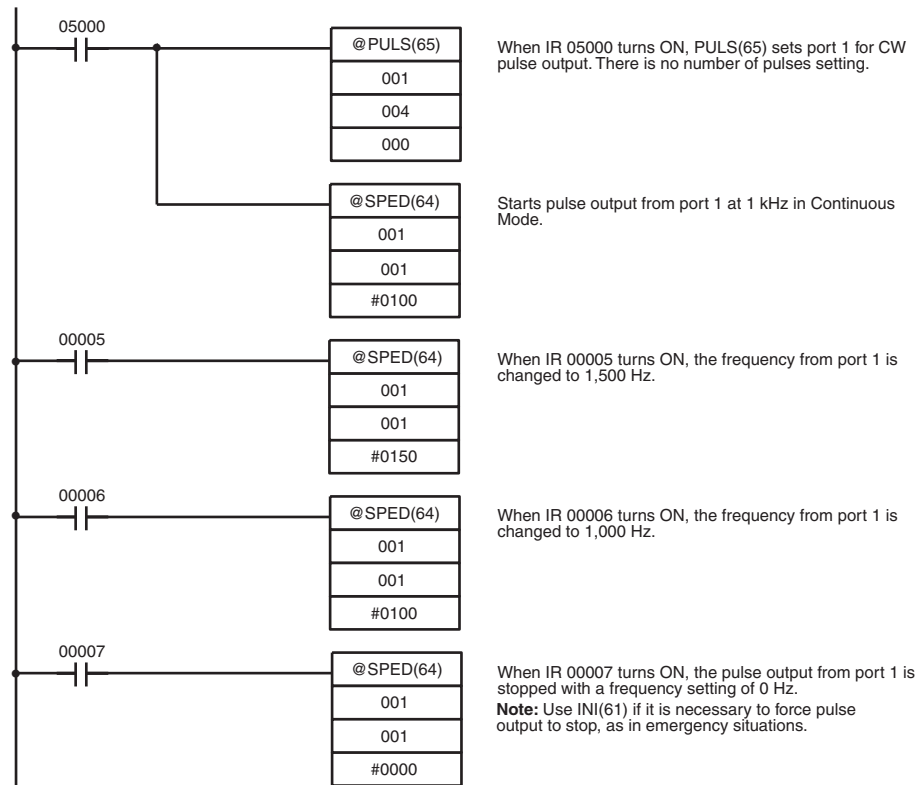 05000
@PULS(65)
001
004
000
When IR 05000 turns ON, PULS(65) sets port 1 for CW
pulse output. There is no number of pulses setting.
@SPED(64)
001
001
#0100
Starts pulse output from port 1 at 1 kHz in Continuous
Mode.
00005
@SPED(64)
001
001
#0150
When IR 00005 turns ON, the frequency from port 1 is
changed to 1,500 Hz.
00006
@SPED(64)
001
001
#0100
When IR 00006 turns ON, the frequency from port 1 is
changed to 1,000 Hz.
00007
@SPED(64)
001
001
#0000
When IR 00007 turns ON, the pulse output from port 1 is
stopped with a frequency setting of 0 Hz.
Note: Use INI(61) if it is necessary to force pulse
output to stop, as in emergency situations.